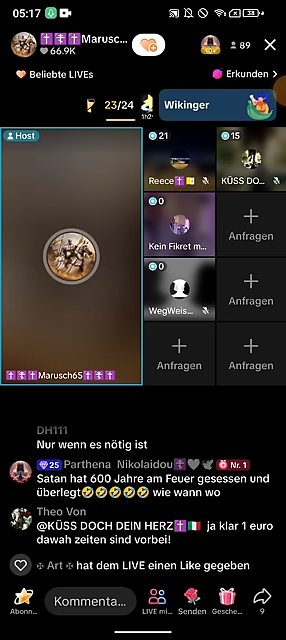 05:17
38
✝️☦️✝️Marusch...
66.9K
89
Beliebte LIVEs
Erkunden >
23/24
Wikinger
Host
21
15
Reece✝️
KÜSS DO...
0
Kein Fikret m...
Anfragen
0
WegWeis...
Anfragen
✝️☦️✝️Marusch65✝️☦️✝️
Anfragen
Anfragen
DH111
Nur wenn es nötig ist
25 Parthena Nikolaidou☦️🖤🕊 Nr. 1
Satan hat 600 Jahre am Feuer gesessen und
überlegt🤣🤣🤣🤣🤣 wie wann wo
Theo Von
@KÜSS DOCH DEIN HERZ✝️🇮🇹 ja klar 1 euro
dawah zeiten sind vorbei!
✠ Art ✠ hat dem LIVE einen Like gegeben
Abonn...
Kommenta...
LIVE mi...
Senden
Gesche...
9